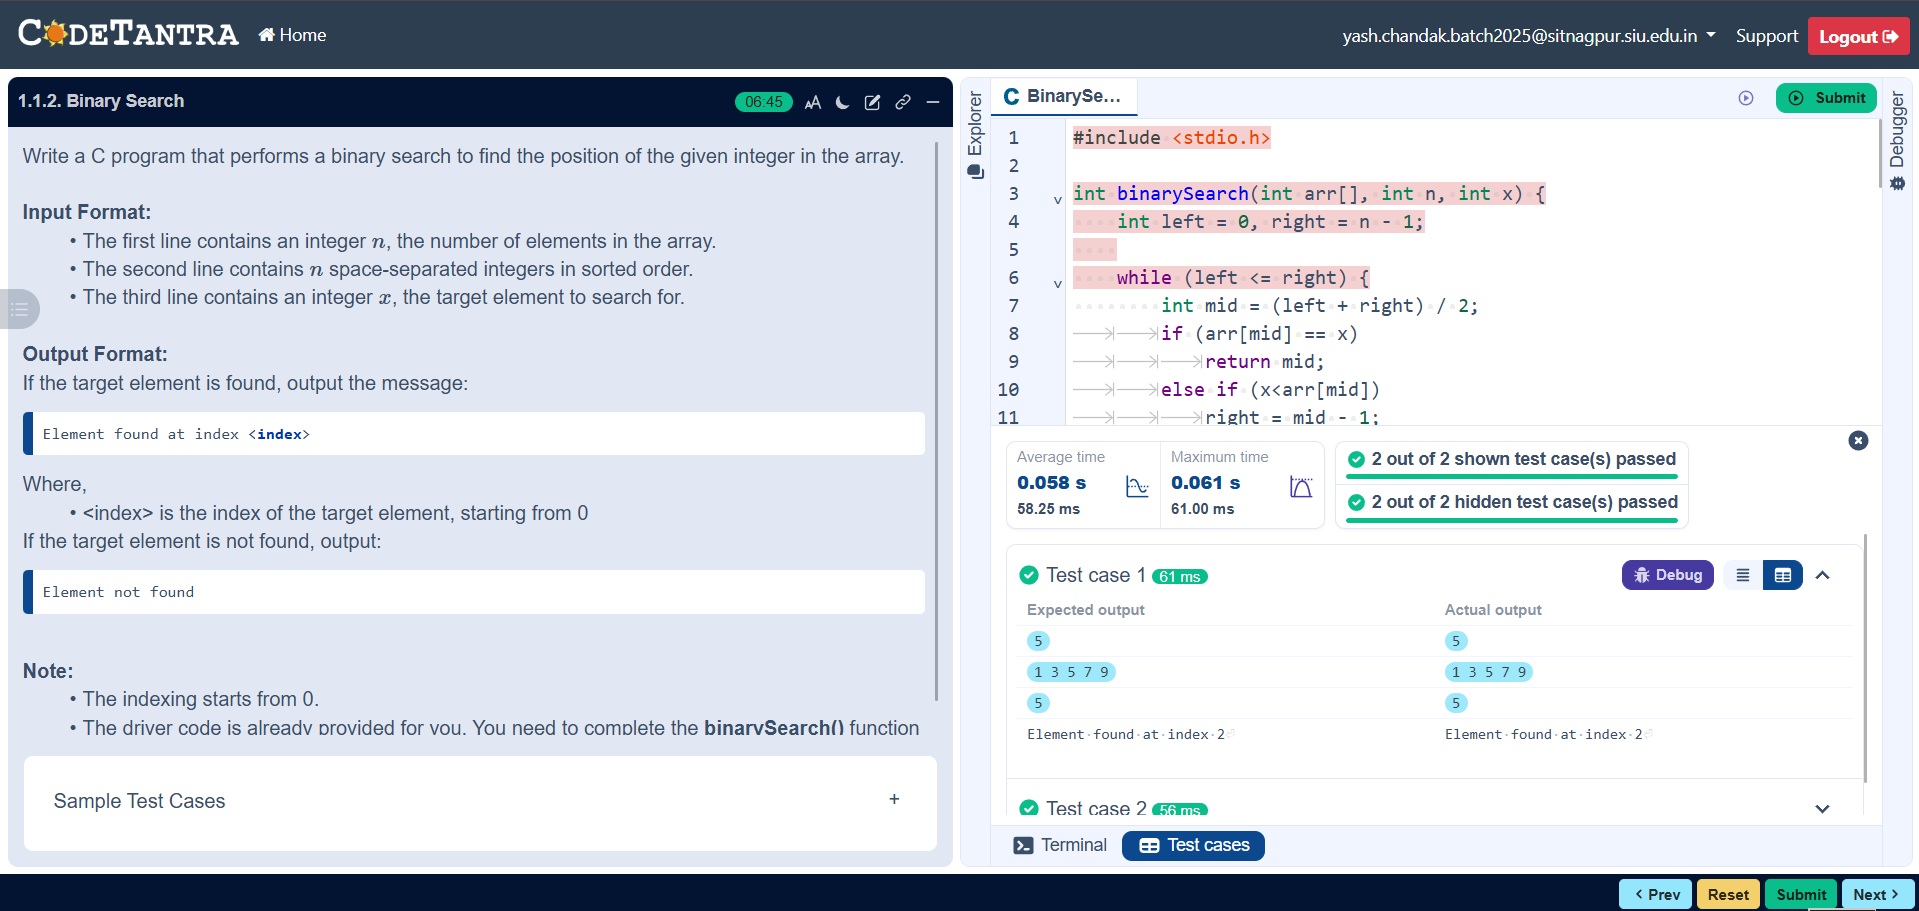 CODETANTRA Home
yash.chandak.batch2025@sitnagpur.siu.edu.in Support Logout
1.1.2. Binary Search 06:45 AA
Write a C program that performs a binary search to find the position of the given integer in the array.
Input Format:
• The first line contains an integer n, the number of elements in the array.
• The second line contains n space-separated integers in sorted order.
• The third line contains an integer x, the target element to search for.
Output Format:
If the target element is found, output the message:
Element found at index <index>
Where,
• <index> is the index of the target element, starting from 0
If the target element is not found, output:
Element not found
Note:
• The indexing starts from 0.
• The driver code is already provided for you. You need to complete the binarySearch() function
Sample Test Cases +
Explorer
C BinarySe...
Submit
Debugger
1 #include <stdio.h>
2
3 int binarySearch(int arr[], int n, int x) {
4 int left = 0, right = n - 1;
5
6 while (left <= right) {
7 int mid = (left + right) / 2;
8 if (arr[mid] == x)
9 return mid;
10 else if (x<arr[mid])
11 right = mid - 1;
Average time
0.058 s
58.25 ms
Maximum time
0.061 s
61.00 ms
2 out of 2 shown test case(s) passed
2 out of 2 hidden test case(s) passed
Test case 1 61 ms
Debug
Expected output Actual output
5 5
1 3 5 7 9 1 3 5 7 9
5 5
Element·found·at·index·2 Element·found·at·index·2
Test case 2 56 ms
Terminal Test cases
< Prev Reset Submit Next >